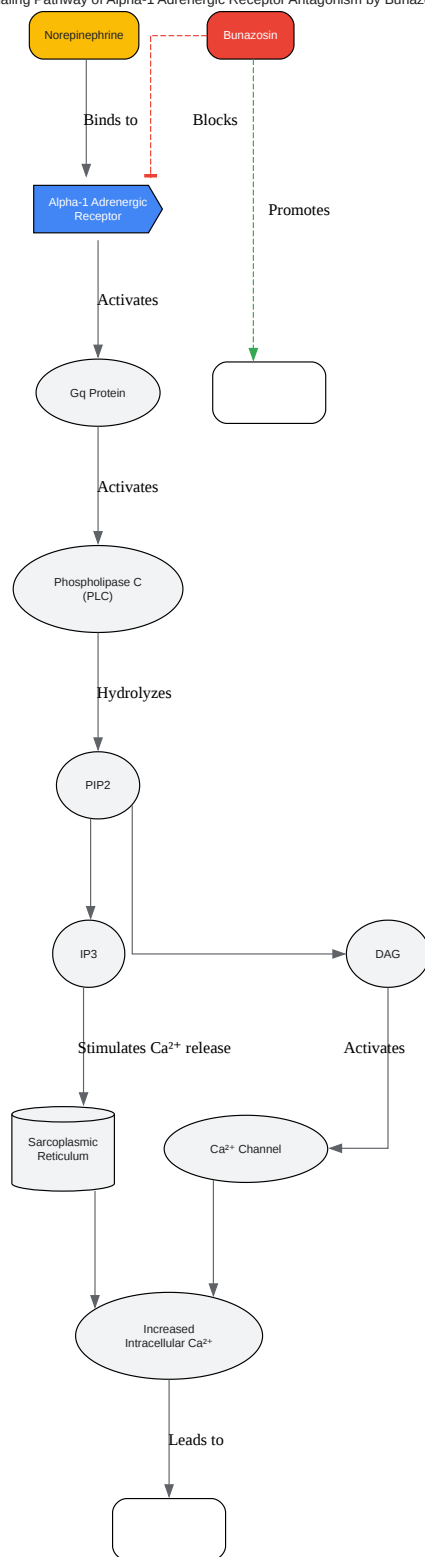 aling Pathway of Alpha-1 Adrenergic Receptor Antagonism by Bunazo
Norepinephrine
Bunazosin
Binds to
Blocks
Alpha-1 Adrenergic
Receptor
Promotes
Activates
Gq Protein
Activates
Phospholipase C
(PLC)
Hydrolyzes
PIP2
IP3
DAG
Stimulates Ca²⁺ release
Activates
Sarcoplasmic
Reticulum
Ca²⁺ Channel
Increased
Intracellular Ca²⁺
Leads to